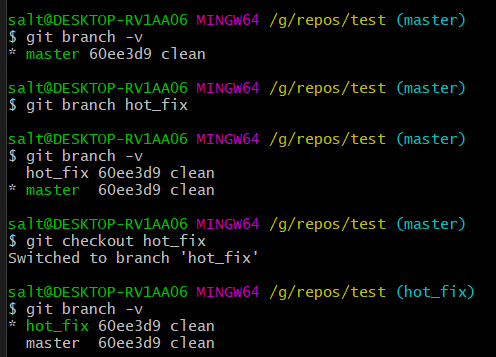 salt@DESKTOP-RV1AA06 MINGW64 /g/repos/test (master)
$ git branch -v
* master 60ee3d9 clean
salt@DESKTOP-RV1AA06 MINGW64 /g/repos/test (master)
$ git branch hot_fix
salt@DESKTOP-RV1AA06 MINGW64 /g/repos/test (master)
$ git branch -v
  hot_fix 60ee3d9 clean
* master  60ee3d9 clean
salt@DESKTOP-RV1AA06 MINGW64 /g/repos/test (master)
$ git checkout hot_fix
Switched to branch 'hot_fix'
salt@DESKTOP-RV1AA06 MINGW64 /g/repos/test (hot_fix)
$ git branch -v
* hot_fix 60ee3d9 clean
  master  60ee3d9 clean